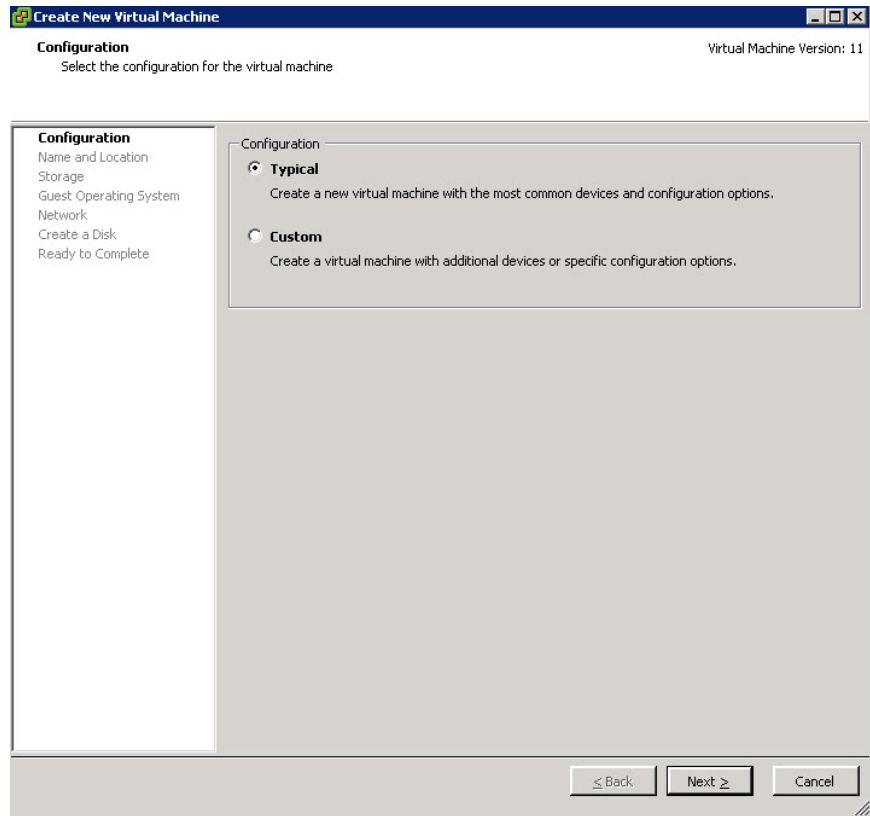 Create New Virtual Machine
Configuration
Select the configuration for the virtual machine
Virtual Machine Version: 11
Configuration
Name and Location
Storage
Guest Operating System
Network
Create a Disk
Ready to Complete
Configuration
Typical
Create a new virtual machine with the most common devices and configuration options.
Custom
Create a virtual machine with additional devices or specific configuration options.
≤ Back
Next ≥
Cancel